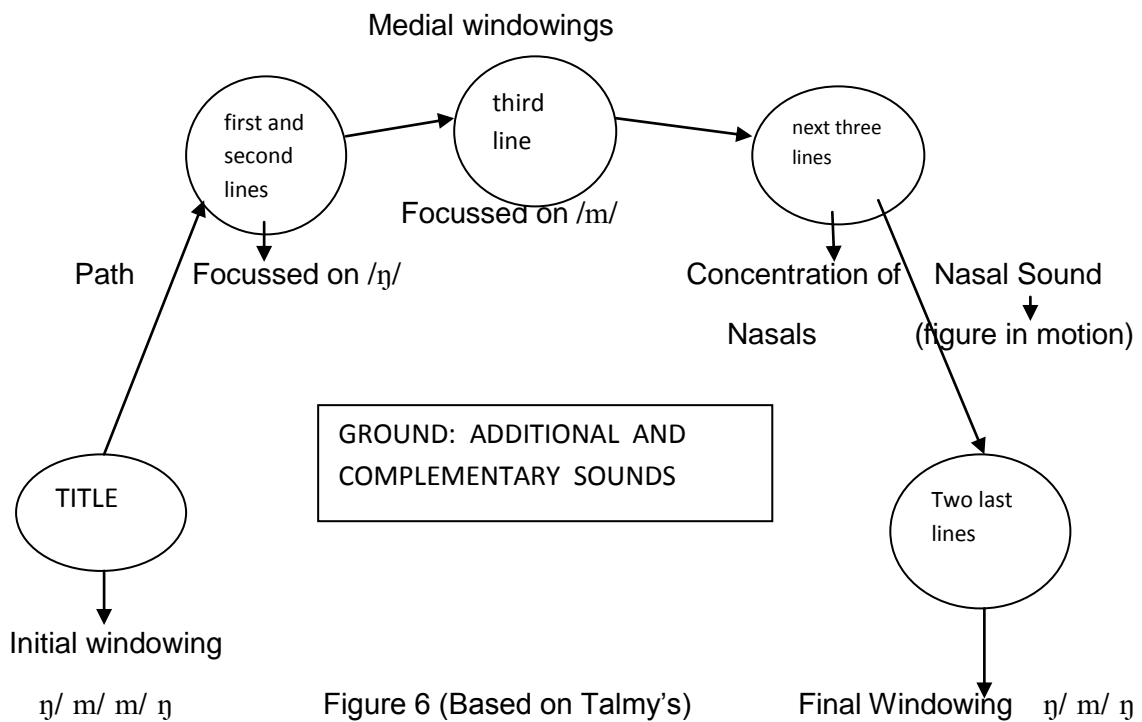 Medial windowings
first and
second
lines
third
line
next three
lines
Focussed on /m/
Path
Focussed on /ŋ/
Concentration of
Nasals
Nasal Sound
(figure in motion)
GROUND: ADDITIONAL AND
COMPLEMENTARY SOUNDS
TITLE
Two last
lines
Initial windowing
ŋ/ m/ m/ ŋ
Figure 6 (Based on Talmy’s)
Final Windowing ŋ/ m/ ŋ